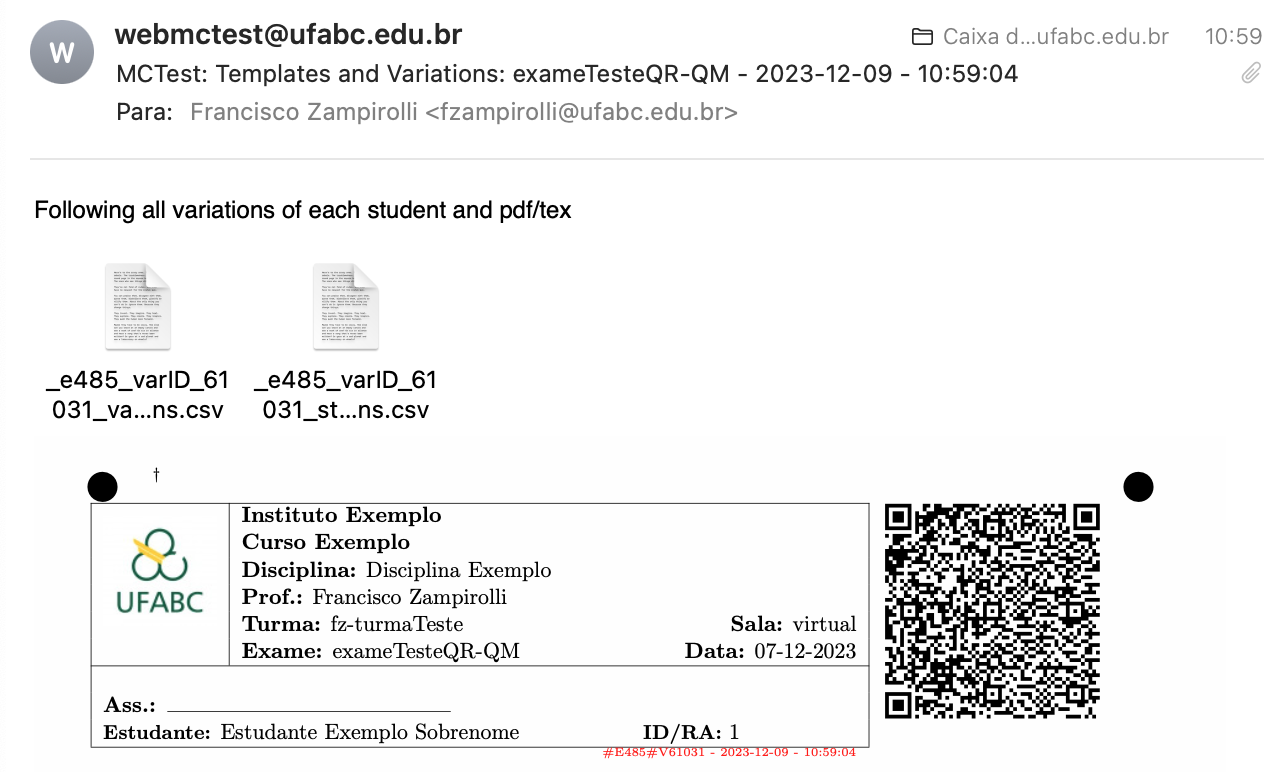 W
webmctest@ufabc.edu.br
Caixa d...ufabc.edu.br
10:59
MCTest: Templates and Variations: exameTesteQR-QM - 2023-12-09 - 10:59:04
Para: Francisco Zampirolli <fzampirolli@ufabc.edu.br>
Following all variations of each student and pdf/tex
_e485_varID_61
031_va...ns.csv
_e485_varID_61
031_st...ns.csv
†
UFABC
Instituto Exemplo
Curso Exemplo
Disciplina: Disciplina Exemplo
Prof.: Francisco Zampirolli
Turma: fz-turmaTeste Sala: virtual
Exame: exameTesteQR-QM Data: 07-12-2023
Ass.:
Estudante: Estudante Exemplo Sobrenome ID/RA: 1
#E485#V61031 - 2023-12-09 - 10:59:04